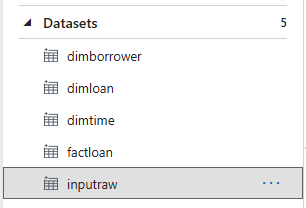 Datasets 5
dimborrower
dimloan
dimtime
factloan
inputraw ...